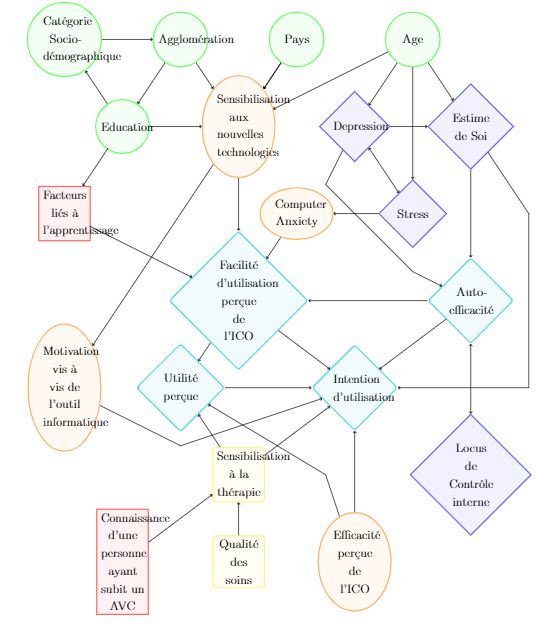 Catégorie
Socio-
démographique
Agglomération
Pays
Age
Sensibilisation
aux
nouvelles
technologies
Education
Depression
Estime
de Soi
Facteurs
liés à
l'apprentissage
Computer
Anxiety
Stress
Facilité
d'utilisation
perçue
de
l'ICO
Auto-
efficacité
Motivation
vis à
vis de
l'outil
informatique
Utilité
perçue
Intention
d'utilisation
Sensibilisation
à la
thérapie
Locus
de
Contrôle
interne
Connaissance
d'une
personne
ayant
subit un
AVC
Qualité
des
soins
Efficacité
perçue
de
l'ICO